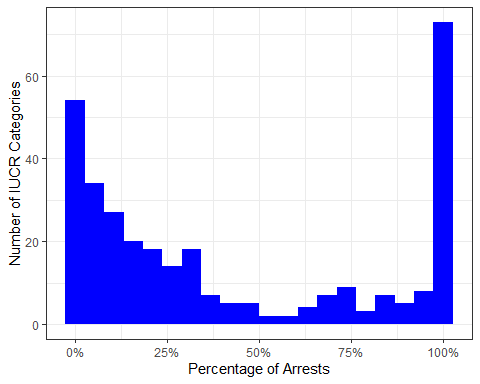 Number of IUCR Categories
60
40
20
0
0% 25% 50% 75% 100%
Percentage of Arrests